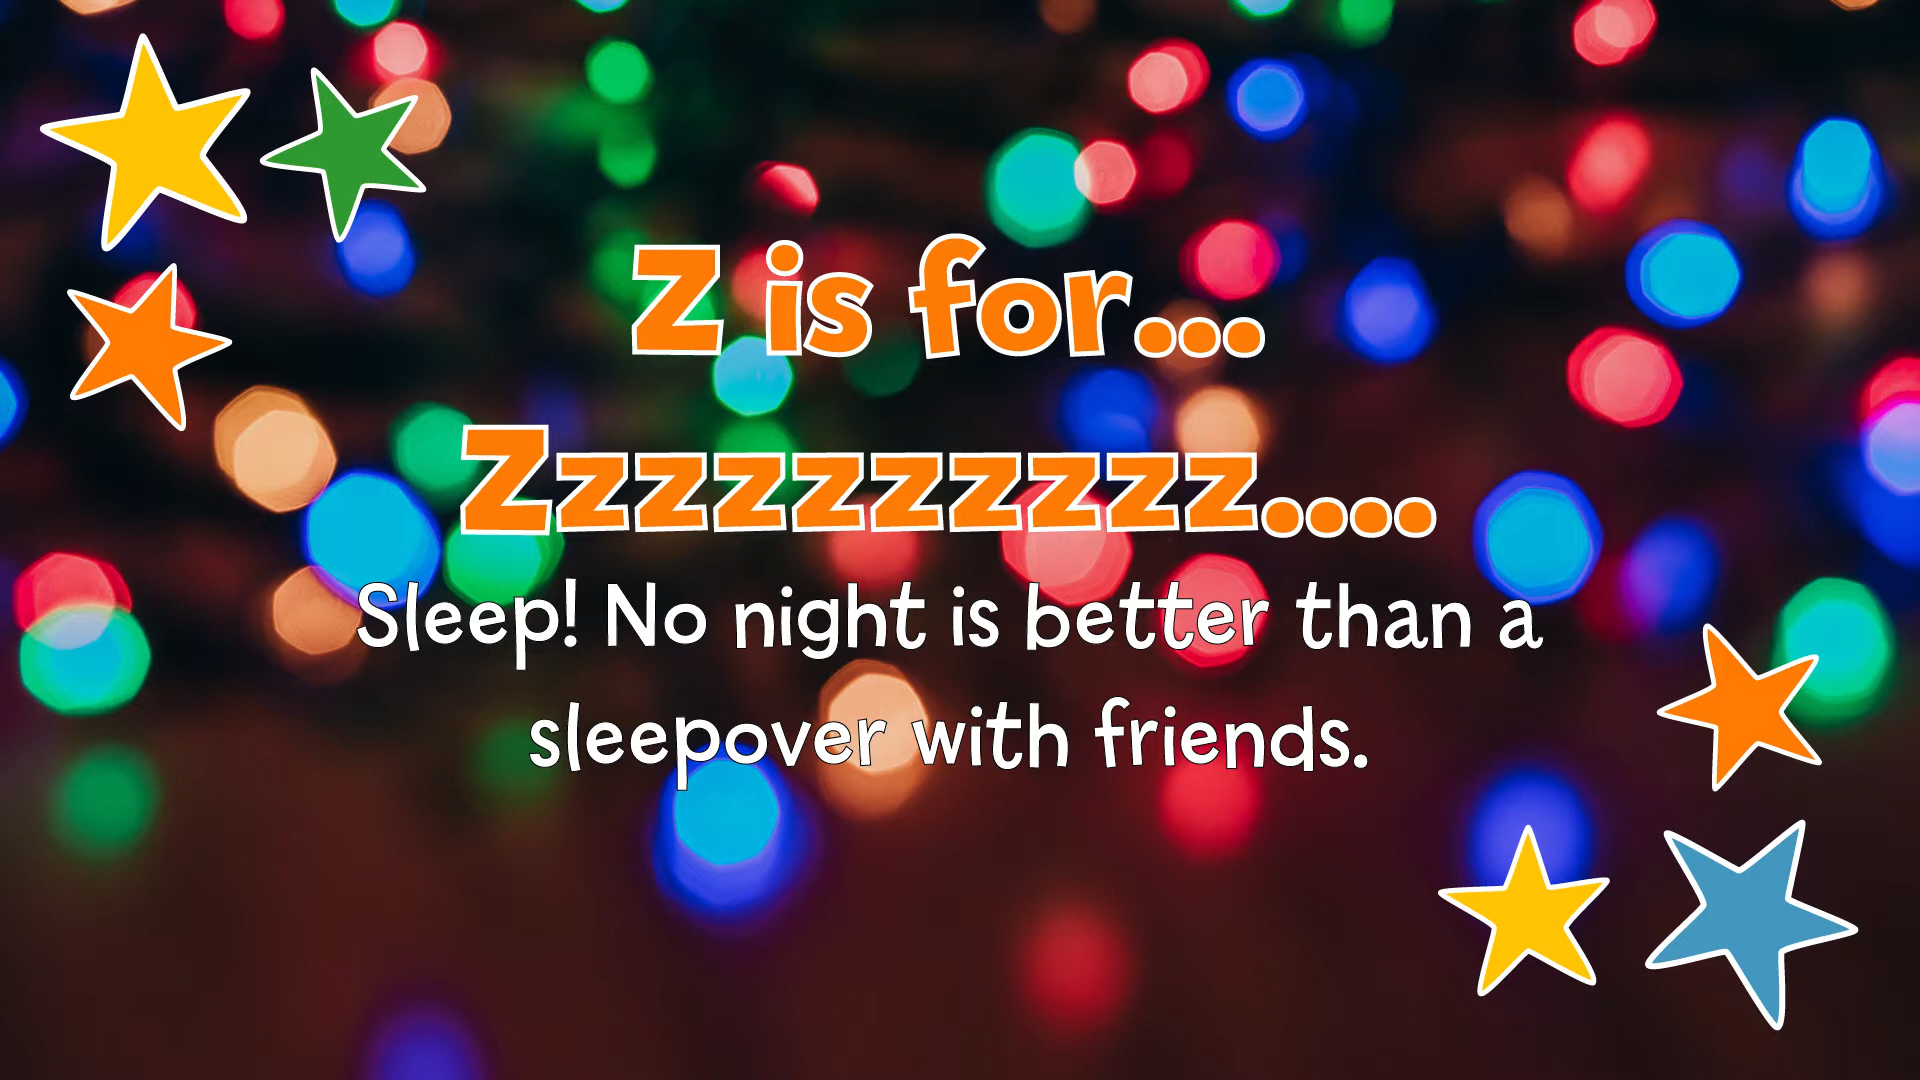 Z is for...
Zzzzzzzzzz....
Sleep! No night is better than a
sleepover with friends.